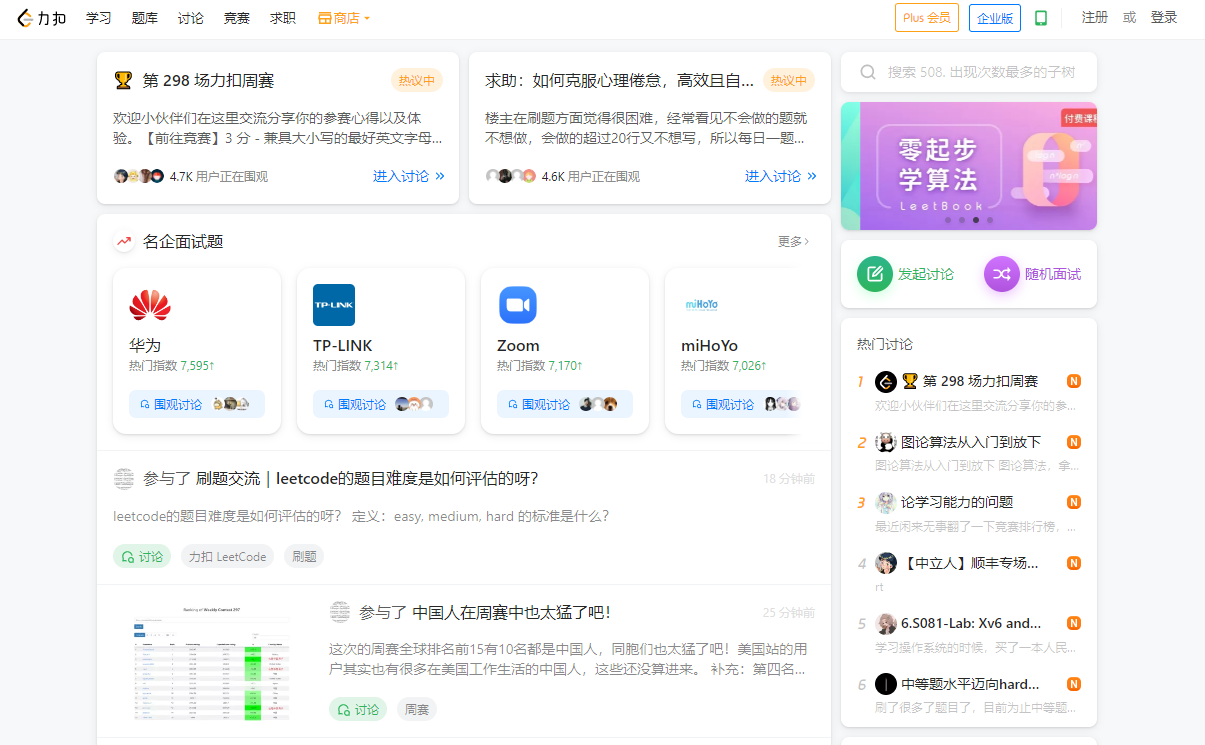 力扣 学习 题库 讨论 竞赛 求职 商店 Plus 会员 企业版 注册 或 登录
第 298 场力扣周赛 热议中
欢迎小伙伴们在这里交流分享你的参赛心得以及体
验。【前往竞赛】3 分 - 兼具大小写的最好英文字母...
4.7K 用户正在围观 进入讨论 »
求助：如何克服心理倦怠，高效且自... 热议中
楼主在刷题方面觉得很困难，经常看见不会做的题就
不想做，会做的超过20行又不想写，所以每日一题...
4.6K 用户正在围观 进入讨论 »
搜索 508. 出现次数最多的子树
付费课程
零起步
学算法
LeetBook
发起讨论 随机面试
名企面试题 更多 ›
华为
热门指数 7,595↑
围观讨论
TP-LINK
TP-LINK
热门指数 7,314↑
围观讨论
Zoom
热门指数 7,170↑
围观讨论
miHoYo
miHoYo
热门指数 7,026↑
围观讨论
参与了 刷题交流 | leetcode的题目难度是如何评估的呀？ 18 分钟前
leetcode的题目难度是如何评估的呀？ 定义：easy, medium, hard 的标准是什么？
讨论 力扣 LeetCode 刷题
Ranking of Weekly Contest 297
参与了 中国人在周赛中也太猛了吧！ 25 分钟前
这次的周赛全球排名前15有10名都是中国人，同胞们也太猛了吧！美国站的用
户其实也有很多在美国工作生活的中国人，这些还没算进来。 补充：第四名...
讨论 周赛
热门讨论
1 第 298 场力扣周赛 N
欢迎小伙伴们在这里交流分享你的参...
2 图论算法从入门到放下 N
图论算法从入门到放下 图论算法，拿...
3 论学习能力的问题 N
最近闲来无事翻了一下竞赛排行榜，...
4 【中立人】顺丰专场... N
rt
5 6.S081-Lab: Xv6 and... N
学习操作系统的时候，买了一本人民...
6 中等题水平迈向hard... N
刷了很多了题目了，目前为止中等题...